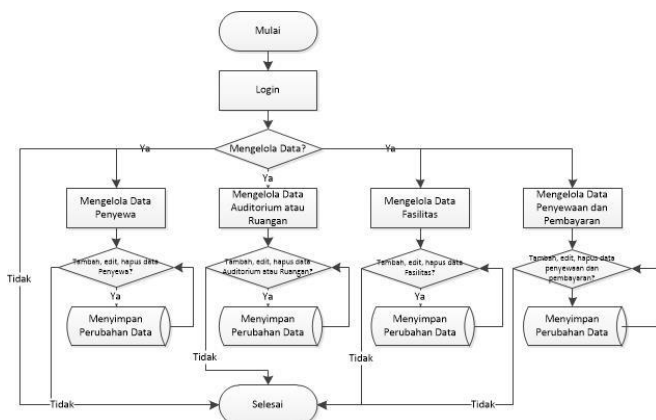 Mulai
Login
Mengelola Data?
Ya
Ya
Ya
Mengelola Data
Penyewa
Mengelola Data
Auditorium atau
Ruangan
Mengelola Data
Fasilitas
Mengelola Data
Penyewaan dan
Pembayaran
Tidak
Tambah, edit, hapus data
Penyewa?
Tambah, edit, hapus data
Auditorium atau Ruangan?
Tambah, edit, hapus data
Fasilitas?
Tambah, edit, hapus data
penyewaan dan
pembayaran?
Ya
Ya
Ya
Menyimpan
Perubahan Data
Menyimpan
Perubahan Data
Menyimpan
Perubahan Data
Menyimpan
Perubahan Data
Tidak
Tidak
Tidak
Tidak
Selesai